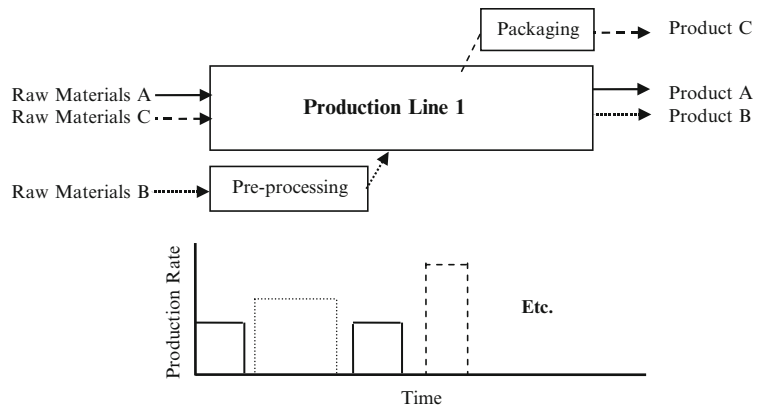 Packaging
Product C
Raw Materials A
Raw Materials C
Production Line 1
Product A
Product B
Raw Materials B
Pre-processing
Production Rate
Etc.
Time